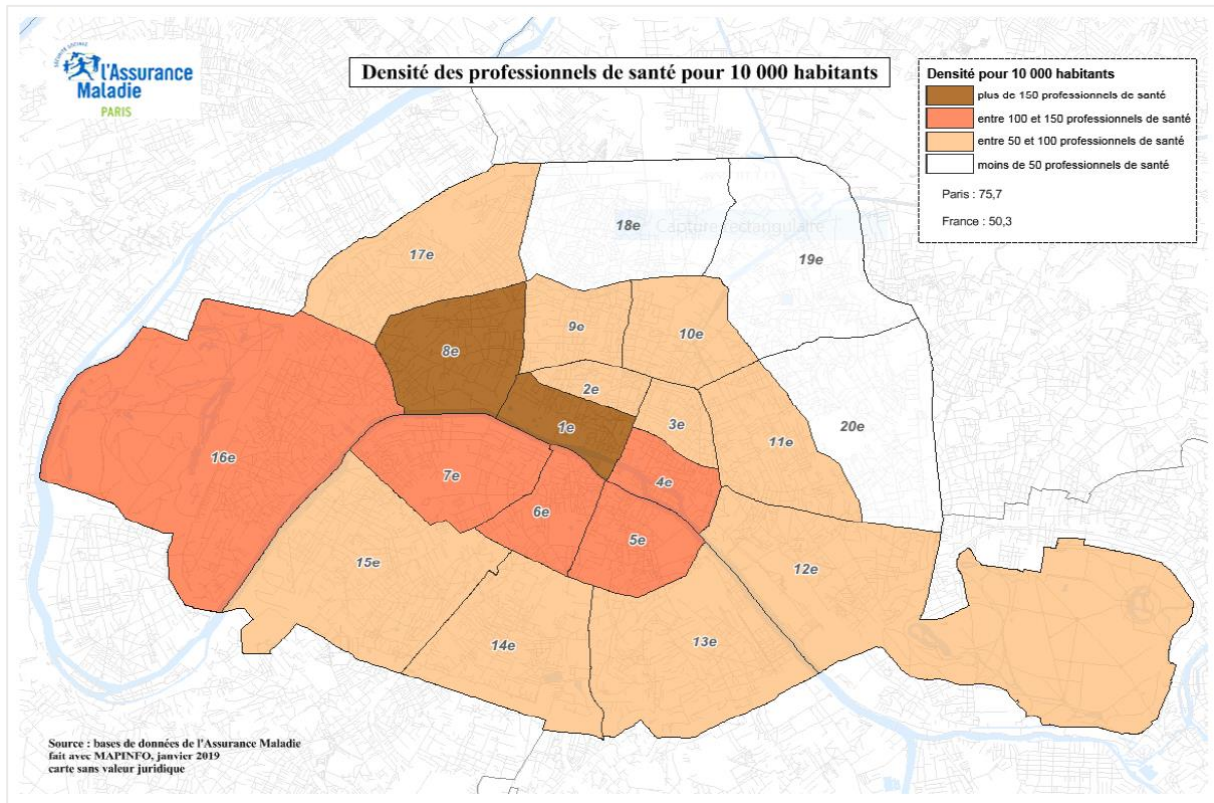 SÉCURITÉ SOCIALE
l'Assurance
Maladie
PARIS
Densité des professionnels de santé pour 10 000 habitants
Densité pour 10 000 habitants
plus de 150 professionnels de santé
entre 100 et 150 professionnels de santé
entre 50 et 100 professionnels de santé
moins de 50 professionnels de santé
Paris : 75,7
France : 50,3
18e
Capture rectangulaire
17e
19e
9e
10e
8e
2e
1e
3e
11e
20e
16e
7e
4e
6e
5e
15e
12e
14e
13e
Source : bases de données de l'Assurance Maladie
fait avec MAPINFO, janvier 2019
carte sans valeur juridique